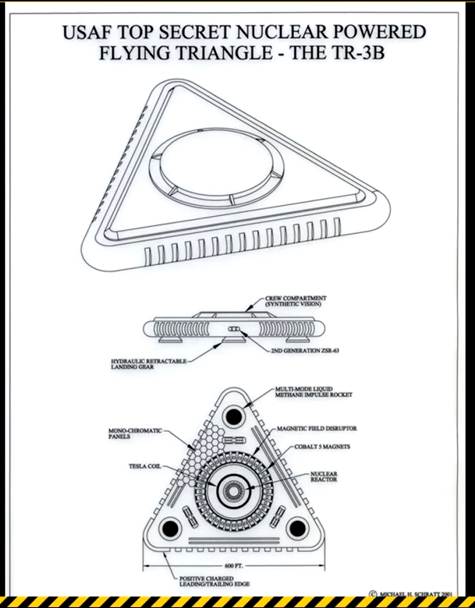 USAF TOP SECRET NUCLEAR POWERED
FLYING TRIANGLE - THE TR-3B
CREW COMPARTMENT
(SYNTHETIC VISION)
2ND GENERATION ZSR-63
HYDRAULIC RETRACTABLE
LANDING GEAR
MULTI-MODE LIQUID
METHANE IMPULSE ROCKET
MONO-CHROMATIC
PANELS
MAGNETIC FIELD DISRUPTOR
COBALT 5 MAGNETS
TESLA COIL
NUCLEAR
REACTOR
600 FT.
POSITIVE CHARGED
LEADING/TRAILING EDGE
© MICHAEL H. SCHRATT 2001